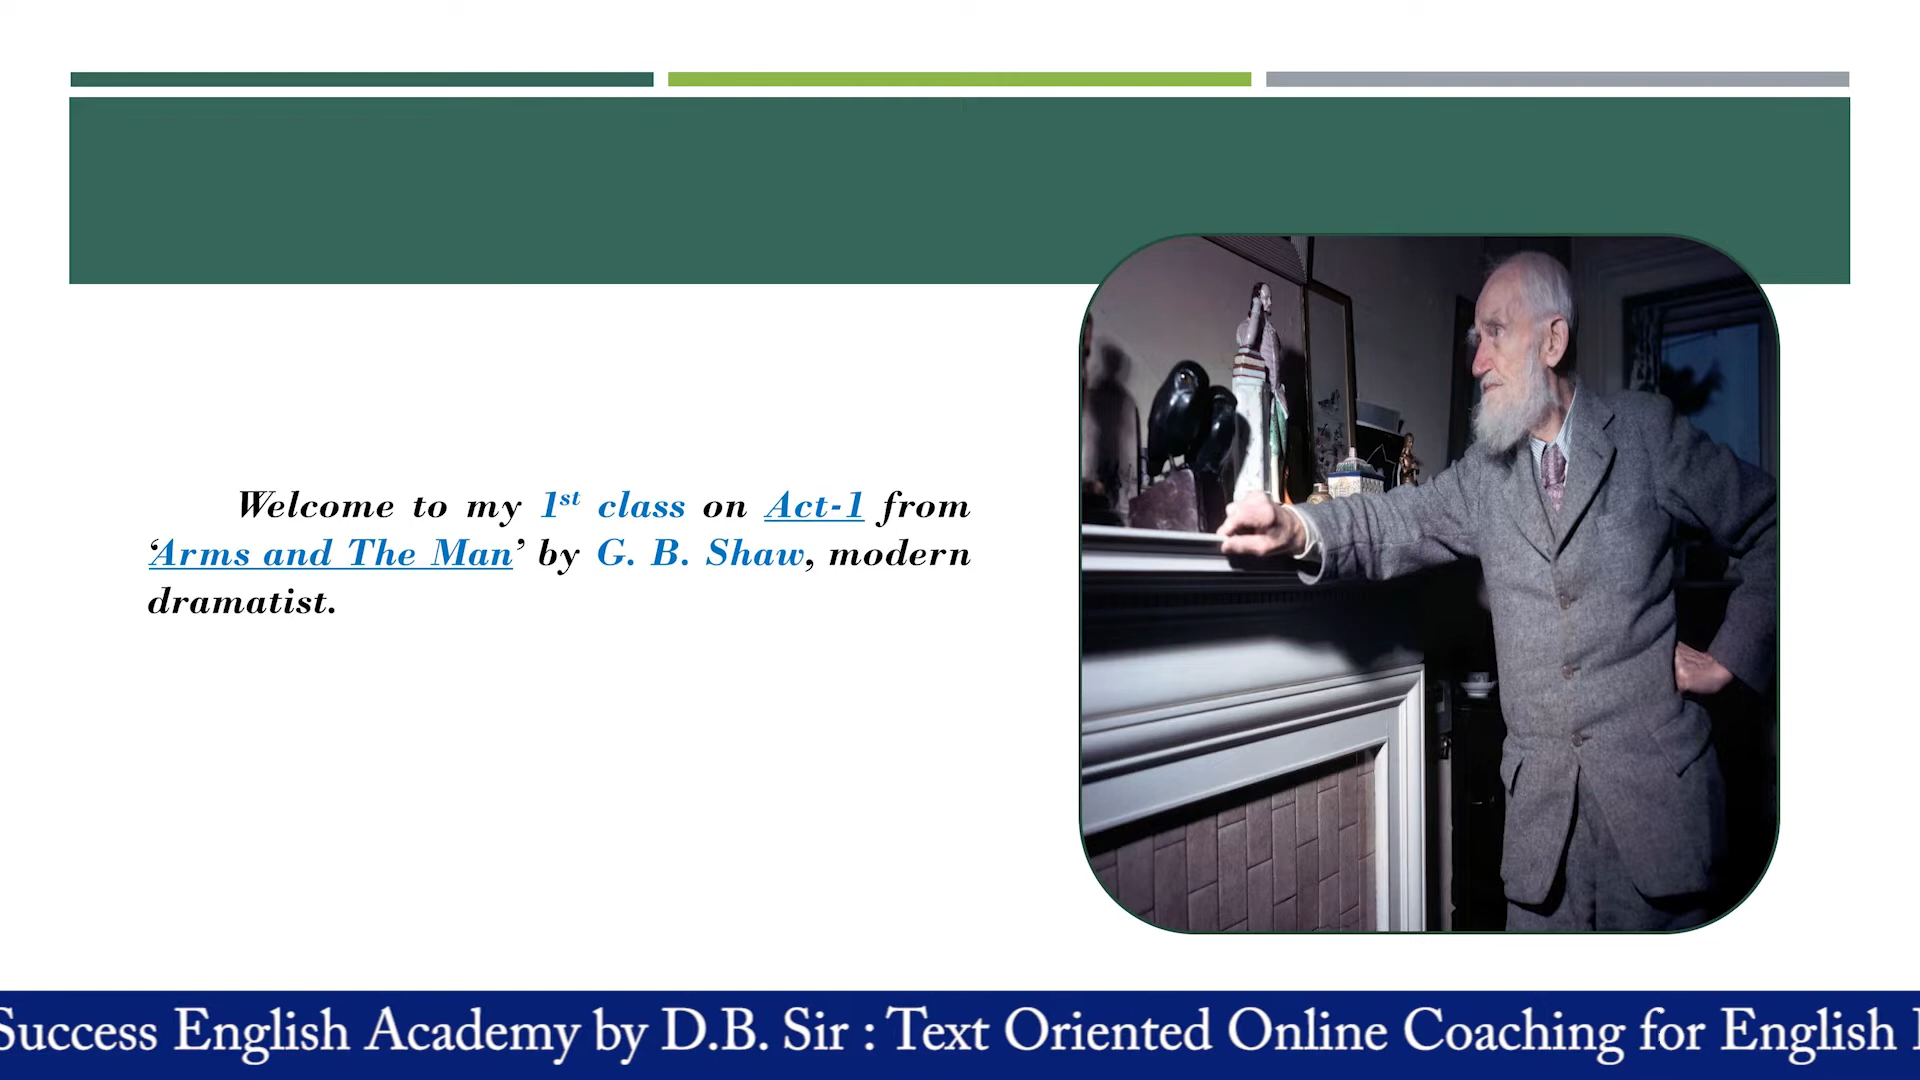 Welcome to my 1st class on Act-1 from
‘Arms and The Man’ by G. B. Shaw, modern
dramatist.
Success English Academy by D.B. Sir : Text Oriented Online Coaching for English